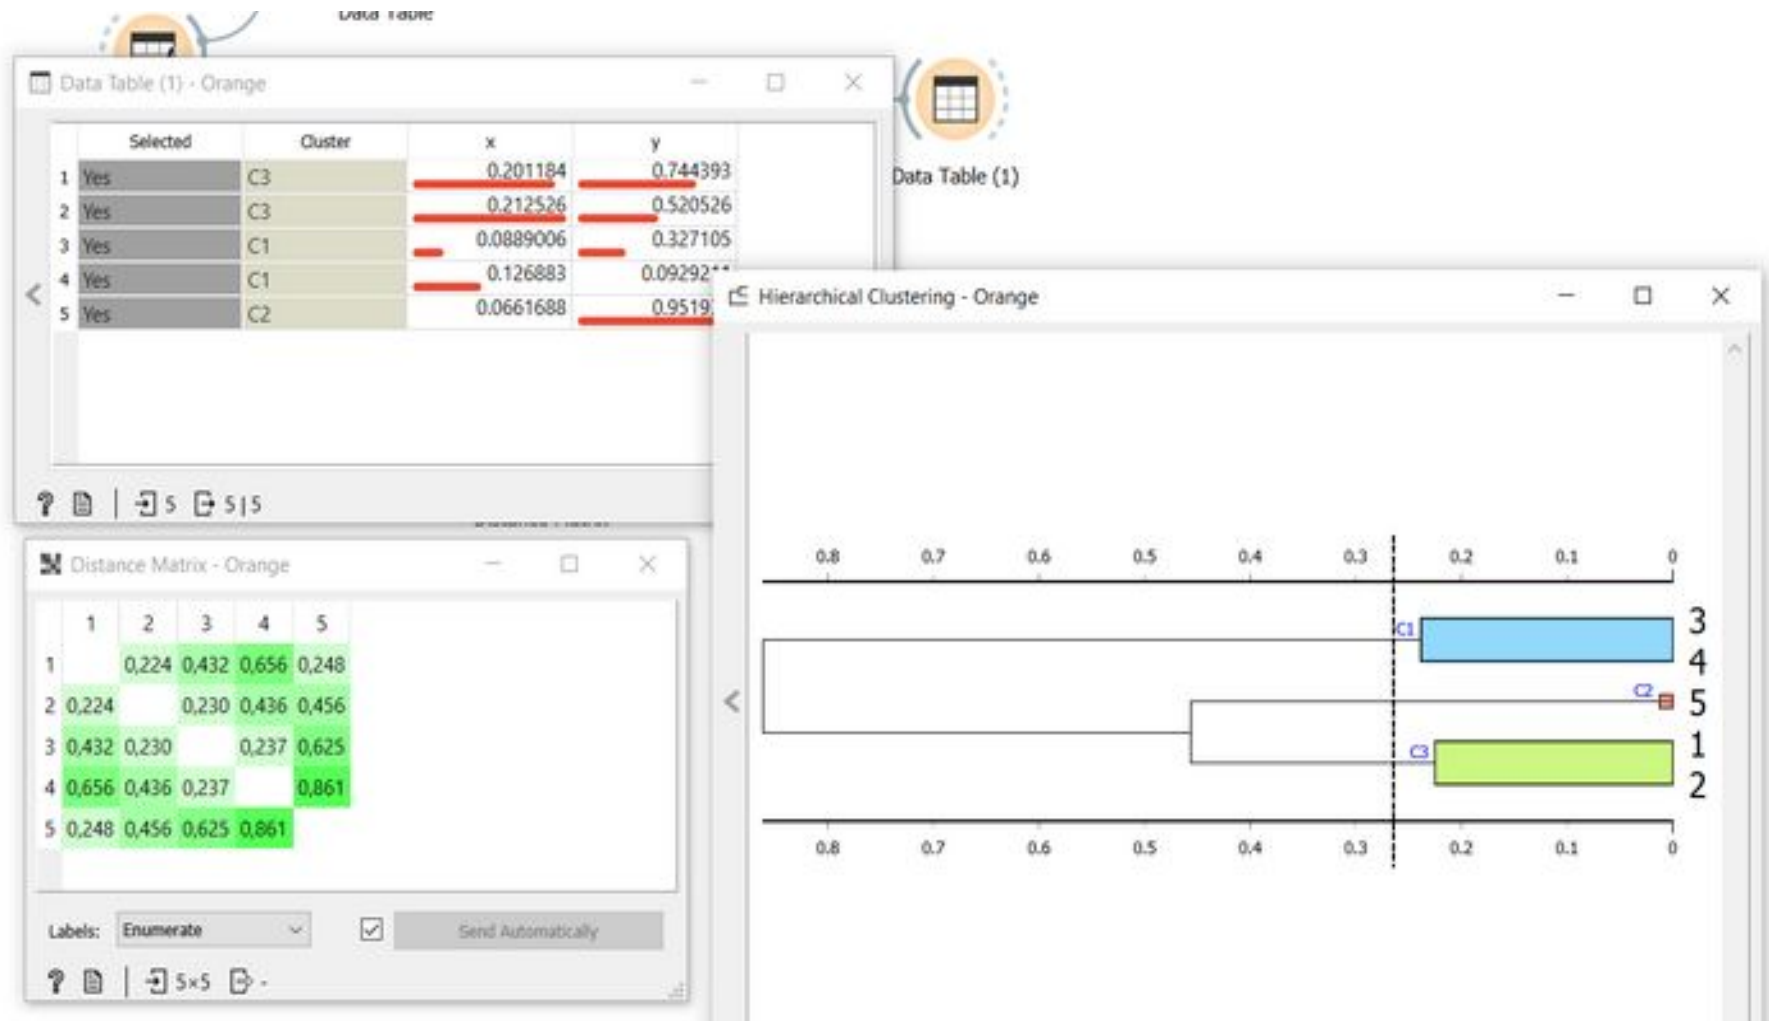 Data Table
Data Table (1) - Orange
Selected Cluster x y
1 Yes C3 0.201184 0.744393
2 Yes C3 0.212526 0.520526
3 Yes C1 0.0889006 0.327105
4 Yes C1 0.126883
5 Yes C2 0.0661688
5 5|5
Data Table (1)
Distance Matrix - Orange
1 2 3 4 5
1 0,224 0,432 0,656 0,248
2 0,224 0,230 0,436 0,456
3 0,432 0,230 0,237 0,625
4 0,656 0,436 0,237 0,861
5 0,248 0,456 0,625 0,861
Labels: Enumerate Send Automatically
5×5 -
Hierarchical Clustering - Orange
0.8 0.7 0.6 0.5 0.4 0.3 0.2 0.1 0
C1 3
4
C2 5
C3 1
2
0.8 0.7 0.6 0.5 0.4 0.3 0.2 0.1 0